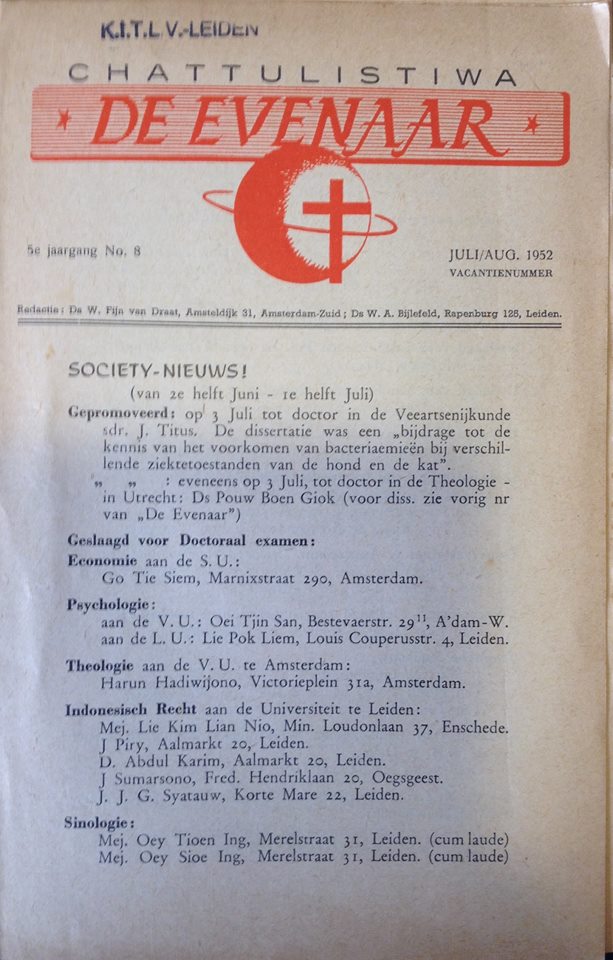 K.I.T.L.V.-LEIDEN
CHATTULISTIWA
* DE EVENAAR *
5e jaargang No. 8
JULI/AUG. 1952
VACANTIENUMMER
Redactie: Ds W. Fijn van Draat, Amsteldijk 31, Amsterdam-Zuid; Ds W. A. Bijlefeld, Rapenburg 128, Leiden.
SOCIETY-NIEUWS!
(van 2e helft Juni - 1e helft Juli)
Gepromoveerd: op 3 Juli tot doctor in de Veeartsenijkunde
sdr. J. Titus. De dissertatie was een „bijdrage tot de
kennis van het voorkomen van bacteriaemieën bij verschil-
lende ziektetoestanden van de hond en de kat".
„ „ : eveneens op 3 Juli, tot doctor in de Theologie -
in Utrecht: Ds Pouw Boen Giok (voor diss. zie vorig nr
van „De Evenaar")
Geslaagd voor Doctoraal examen:
Economie aan de S. U.:
Go Tie Siem, Marnixstraat 290, Amsterdam.
Psychologie:
aan de V. U.: Oei Tjin San, Bestevaerstr. 29¹¹, A'dam-W.
aan de L. U.: Lie Pok Liem, Louis Couperusstr. 4, Leiden.
Theologie aan de V. U. te Amsterdam:
Harun Hadiwijono, Victorieplein 31a, Amsterdam.
Indonesisch Recht aan de Universiteit te Leiden:
Mej. Lie Kim Lian Nio, Min. Loudonlaan 37, Enschede.
J Piry, Aalmarkt 20, Leiden.
D. Abdul Karim, Aalmarkt 20, Leiden.
J Sumarsono, Fred. Hendriklaan 20, Oegsgeest.
J. J. G. Syatauw, Korte Mare 22, Leiden.
Sinologie:
Mej. Oey Tioen Ing, Merelstraat 31, Leiden. (cum laude)
Mej. Oey Sioe Ing, Merelstraat 31, Leiden. (cum laude)